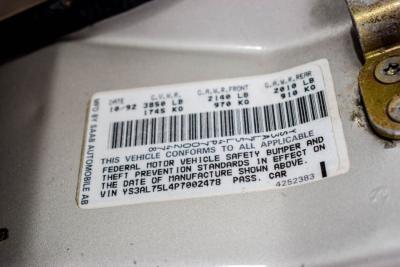 MFD BY SAAB AUTOMOBILE AB
DATE G.V.W.R. G.A.W.R.FRONT G.A.W.R.REAR
10/92 3850 LB 2140 LB 2010 LB
1745 KG 970 KG 910 KG
THIS VEHICLE CONFORMS TO ALL APPLICABLE
FEDERAL MOTOR VEHICLE SAFETY BUMPER AND
THEFT PREVENTION STANDARDS IN EFFECT ON
THE DATE OF MANUFACTURE SHOWN ABOVE.
VIN YS3AL75L4P7002478 PASS. CAR
4252383